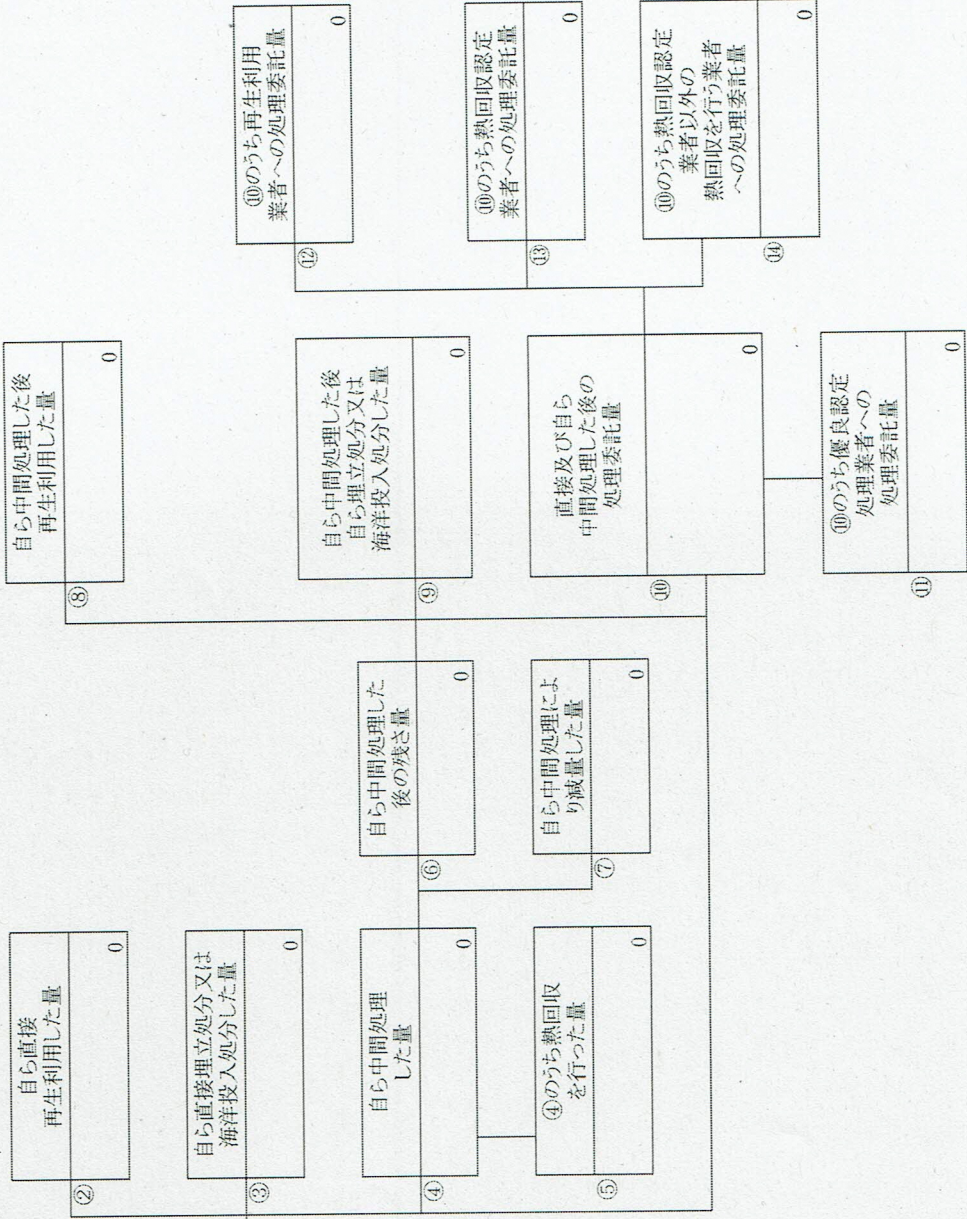 ②
自ら直接
再生利用した量
0
③
自ら直接埋立処分又は
海洋投入処分した量
0
④
自ら中間処理
した量
0
⑤
④のうち熱回収
を行った量
0
⑥
自ら中間処理した
後の残さ量
0
⑦
自ら中間処理によ
り減量した量
0
⑧
自ら中間処理した後
再生利用した量
0
⑨
自ら中間処理した後
自ら埋立処分又は
海洋投入処分した量
0
⑩
直接及び自ら
中間処理した後の
処理委託量
0
⑪
⑩のうち優良認定
処理業者への
処理委託量
0
⑫
⑩のうち再生利用
業者への処理委託量
0
⑬
⑩のうち熱回収認定
業者への処理委託量
0
⑭
⑩のうち熱回収認定
業者以外の
熱回収を行う業者
への処理委託量
0